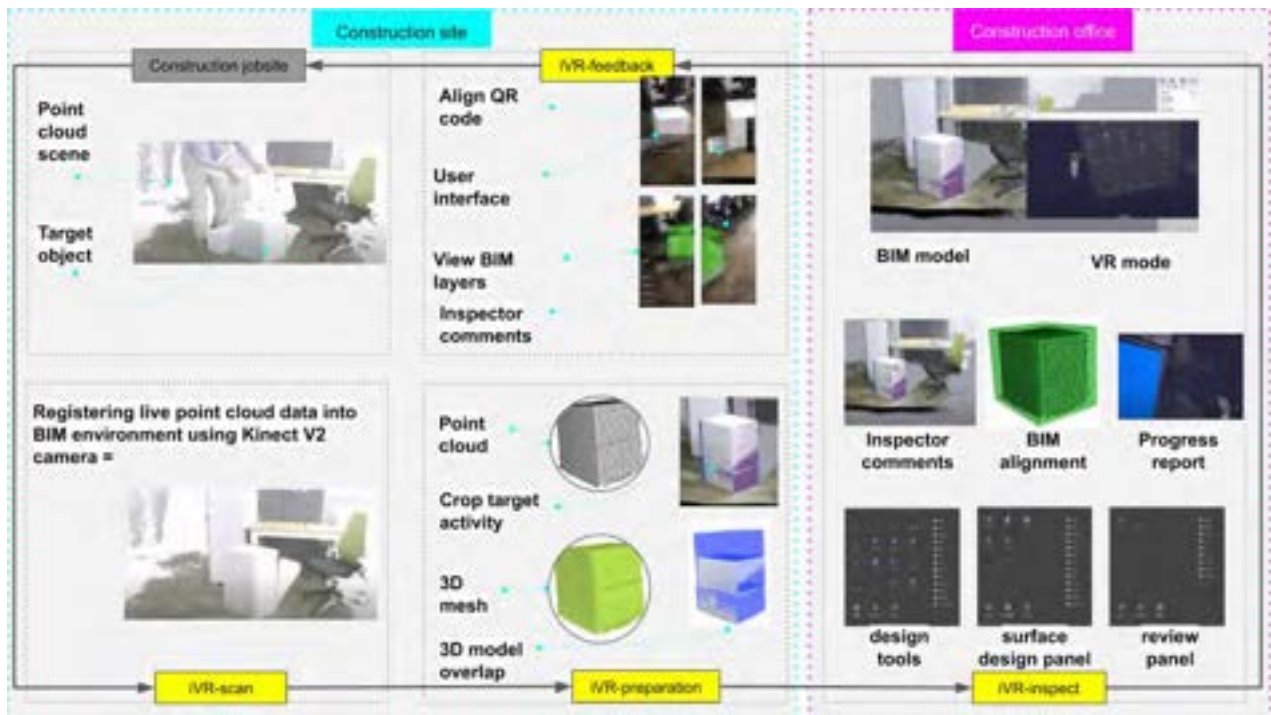 Construction site
Construction office
Construction jobsite
iVR-feedback
Point
cloud
scene
Target
object
Align QR
code
User
interface
View BIM
layers
Inspector
comments
BIM model
VR mode
Inspector
comments
BIM
alignment
Progress
report
Registering live point cloud data into
BIM environment using Kinect V2
camera =
Point
cloud
Crop target
activity
3D
mesh
3D model
overlap
design
tools
surface
design panel
review
panel
iVR-scan
iVR-preparation
iVR-inspect